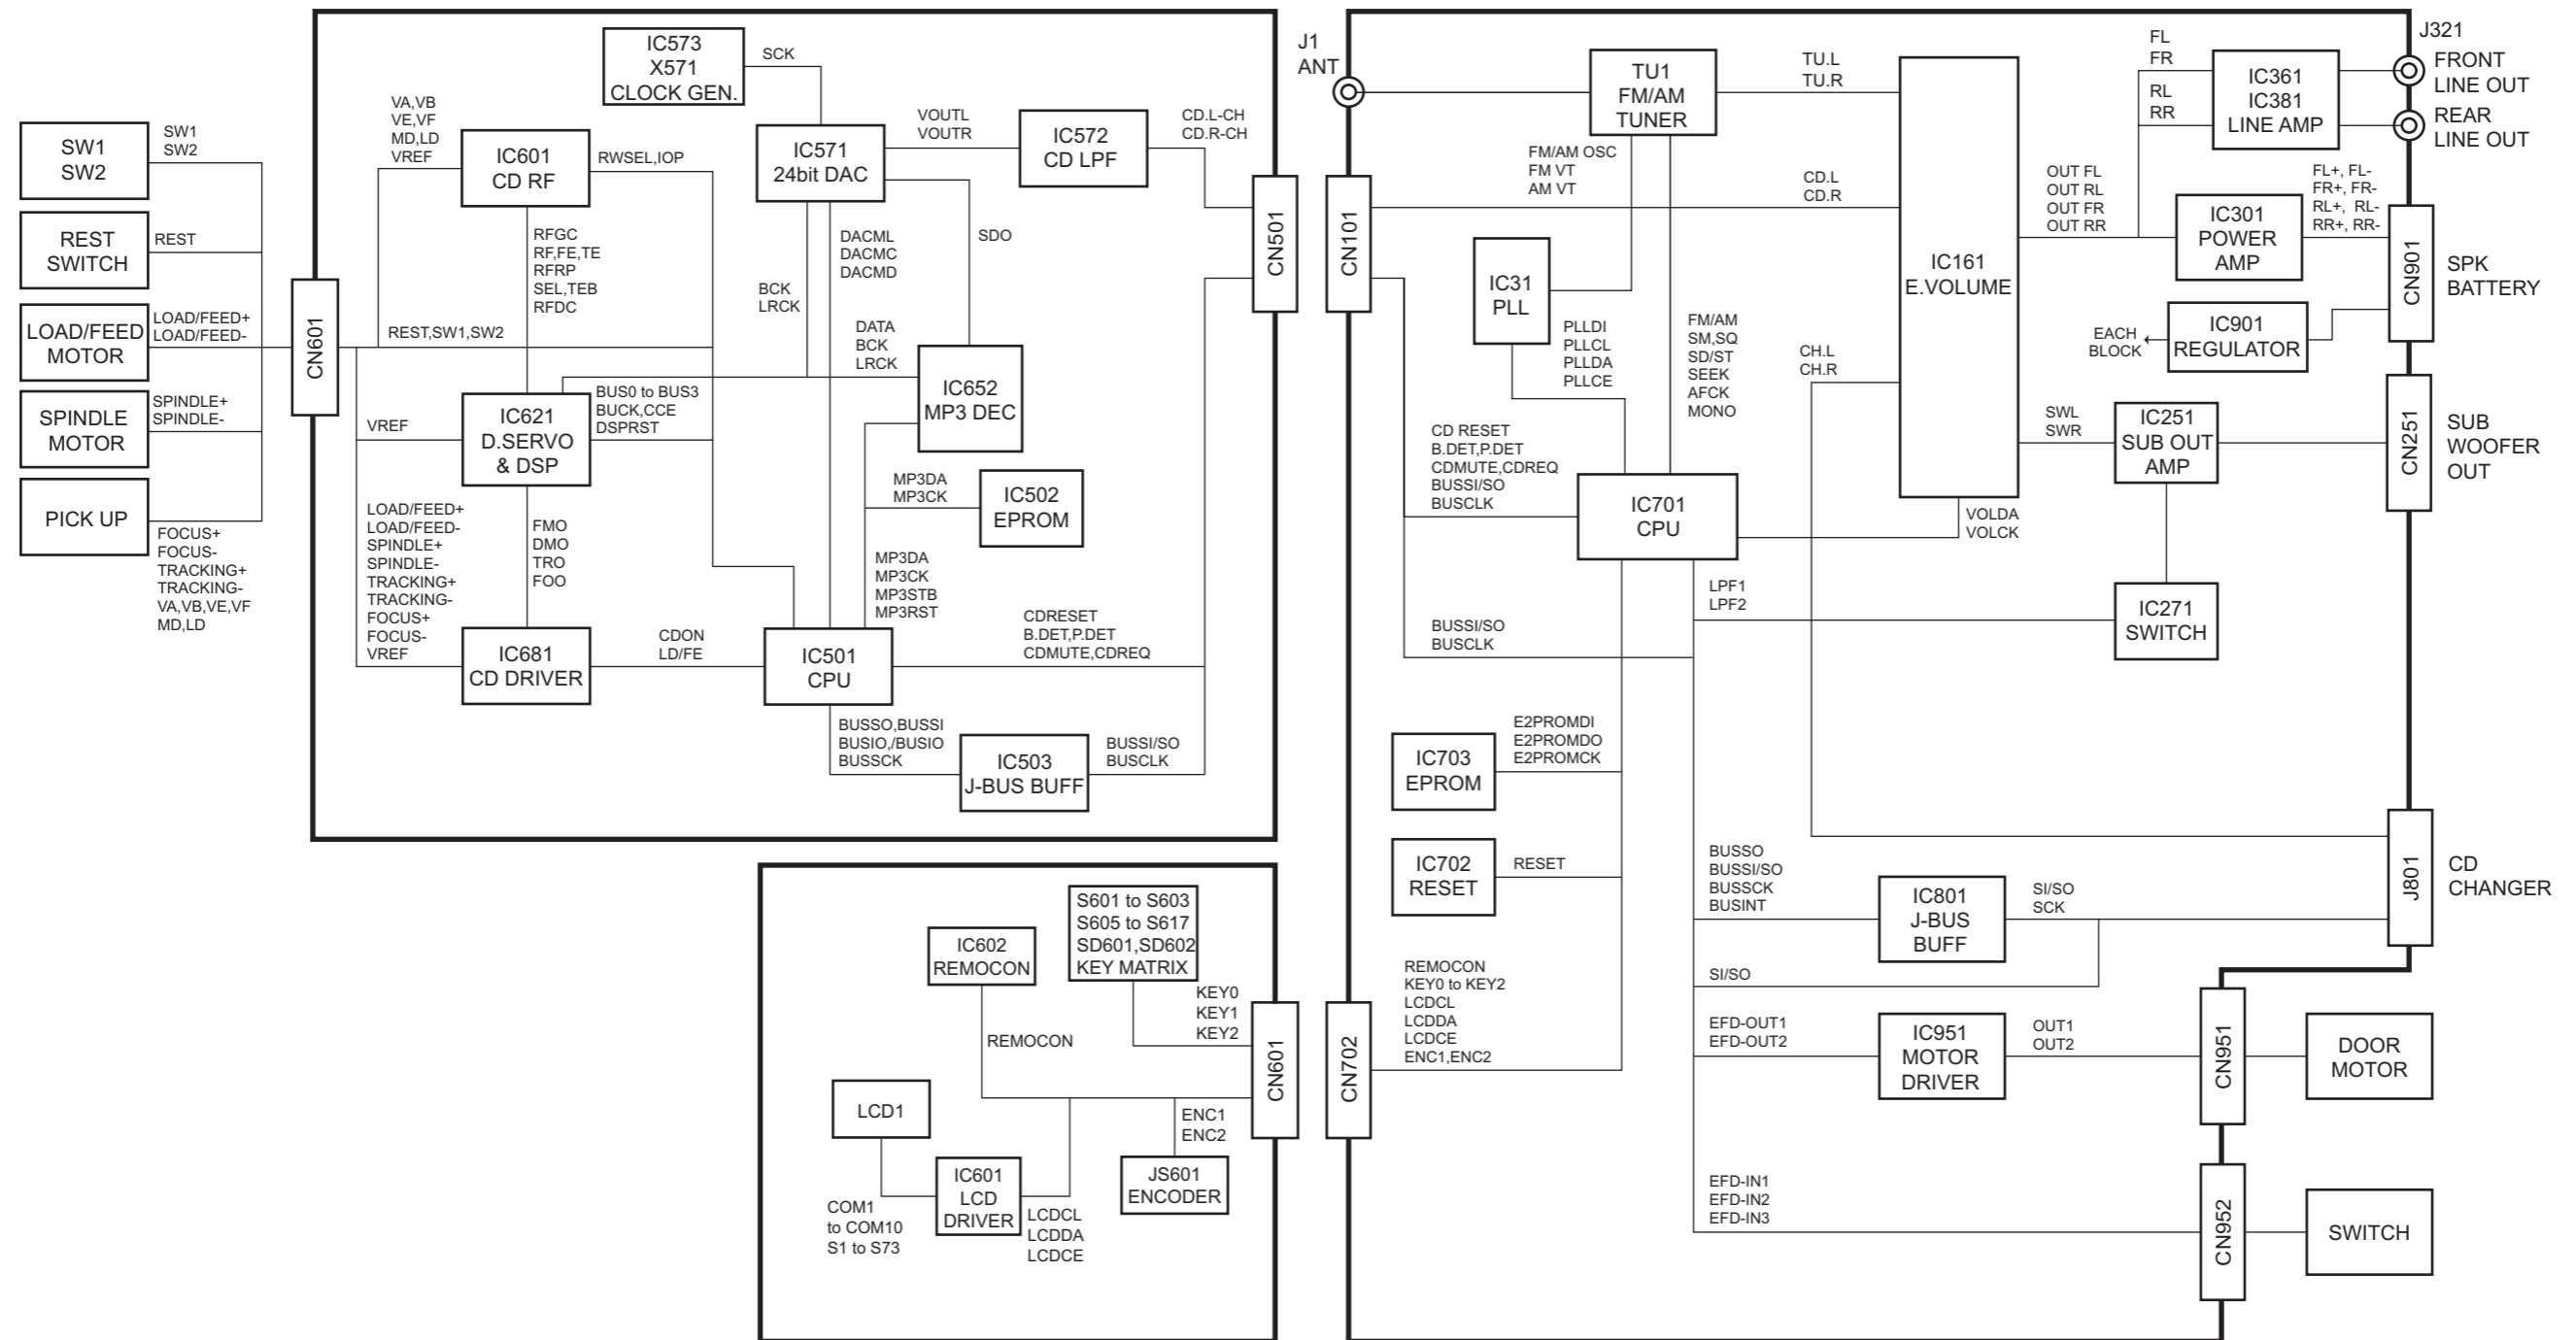 SW1
SW2
SW1
SW2
REST
SWITCH
REST
LOAD/FEED
MOTOR
LOAD/FEED+
LOAD/FEED-
SPINDLE
MOTOR
SPINDLE+
SPINDLE-
PICK UP
FOCUS+
FOCUS-
TRACKING+
TRACKING-
VA,VB,VE,VF
MD,LD
CN601
IC573
X571
CLOCK GEN.
SCK
VA,VB
VE,VF
MD,LD
VREF
IC601
CD RF
RWSEL,IOP
IC571
24bit DAC
VOUTL
VOUTR
IC572
CD LPF
CD.L-CH
CD.R-CH
CN501
RFGC
RF,FE,TE
RFRP
SEL,TEB
RFDC
REST,SW1,SW2
BCK
LRCK
DACML
DACMC
DACMD
SDO
DATA
BCK
LRCK
IC652
MP3 DEC
VREF
IC621
D.SERVO
& DSP
BUS0 to BUS3
BUCK,CCE
DSPRST
MP3DA
MP3CK
IC502
EPROM
LOAD/FEED+
LOAD/FEED-
SPINDLE+
SPINDLE-
TRACKING+
TRACKING-
FOCUS+
FOCUS-
VREF
FMO
DMO
TRO
FOO
MP3DA
MP3CK
MP3STB
MP3RST
IC681
CD DRIVER
CDON
LD/FE
IC501
CPU
CDRESET
B.DET,P.DET
CDMUTE,CDREQ
BUSSO,BUSSI
BUSIO,/BUSIO
BUSSCK
IC503
J-BUS BUFF
BUSSI/SO
BUSCLK
IC602
REMOCON
S601 to S603
S605 to S617
SD601,SD602
KEY MATRIX
KEY0
KEY1
KEY2
REMOCON
CN601
LCD1
ENC1
ENC2
IC601
LCD
DRIVER
JS601
ENCODER
COM1
to COM10
S1 to S73
LCDCL
LCDDA
LCDCE
J1
ANT
TU1
FM/AM
TUNER
TU.L
TU.R
FM/AM OSC
FM VT
AM VT
CN101
CD.L
CD.R
IC31
PLL
PLLDI
PLLCL
PLLDA
PLLCE
FM/AM
SM,SQ
SD/ST
SEEK
AFCK
MONO
IC161
E.VOLUME
CH.L
CH.R
FL
FR
RL
RR
IC361
IC381
LINE AMP
J321
FRONT
LINE OUT
REAR
LINE OUT
OUT FL
OUT RL
OUT FR
OUT RR
IC301
POWER
AMP
FL+, FL-
FR+, FR-
RL+, RL-
RR+, RR-
CN901
SPK
BATTERY
EACH
BLOCK
IC901
REGULATOR
SWL
SWR
IC251
SUB OUT
AMP
CN251
SUB
WOOFER
OUT
CD RESET
B.DET,P.DET
CDMUTE,CDREQ
BUSSI/SO
BUSCLK
IC701
CPU
VOLDA
VOLCK
LPF1
LPF2
IC271
SWITCH
BUSSI/SO
BUSCLK
IC703
EPROM
E2PROMDI
E2PROMDO
E2PROMCK
IC702
RESET
RESET
BUSSO
BUSSI/SO
BUSSCK
BUSINT
IC801
J-BUS
BUFF
SI/SO
SCK
J801
CD
CHANGER
SI/SO
REMOCON
KEY0 to KEY2
LCDCL
LCDDA
LCDCE
ENC1,ENC2
CN702
EFD-OUT1
EFD-OUT2
IC951
MOTOR
DRIVER
OUT1
OUT2
CN951
DOOR
MOTOR
EFD-IN1
EFD-IN2
EFD-IN3
CN952
SWITCH